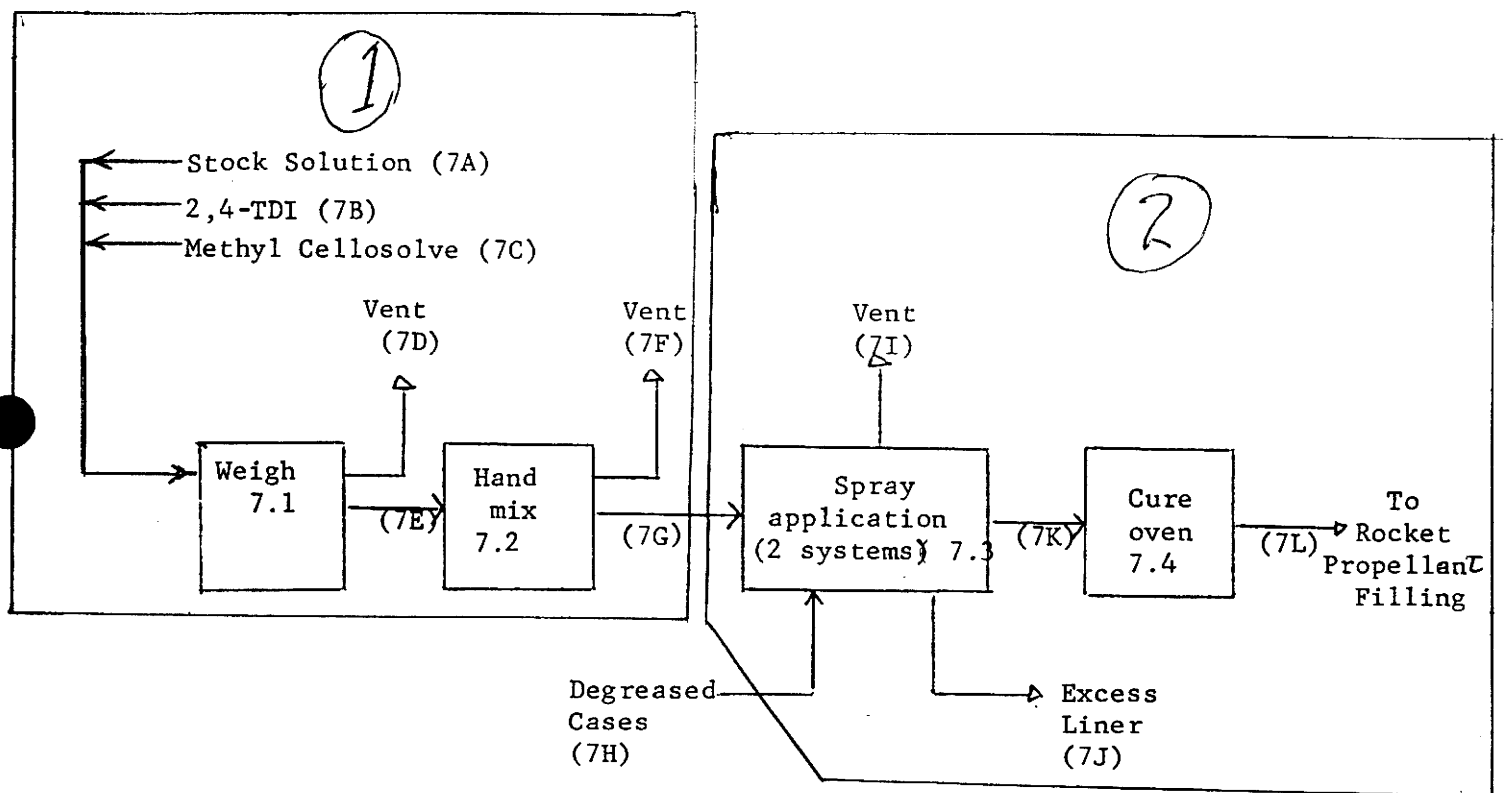 1
Stock Solution (7A)
2,4-TDI (7B)
Methyl Cellosolve (7C)
Vent
(7D)
Vent
(7F)
Weigh
7.1
(7E)
Hand
mix
7.2
(7G)
2
Vent
(7I)
Spray
application
(2 systems) 7.3
(7K)
Cure
oven
7.4
(7L)
To
Rocket
Propellant
Filling
Degreased
Cases
(7H)
Excess
Liner
(7J)